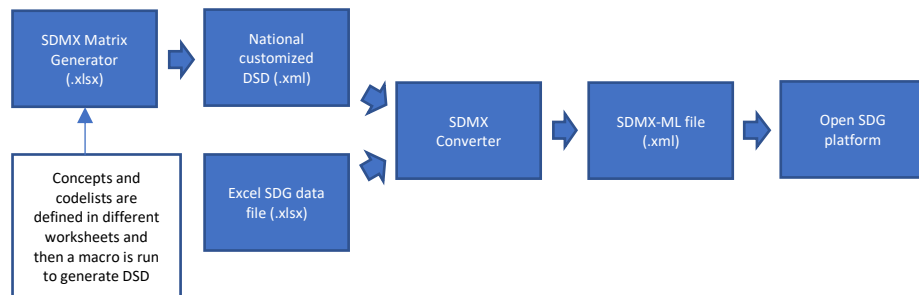 SDMX Matrix
Generator
(.xlsx)
National
customized
DSD (.xml)
SDMX
Converter
SDMX-ML file
(.xml)
Open SDG
platform
Concepts and
codelists are
defined in different
worksheets and
then a macro is run
to generate DSD
Excel SDG data
file (.xlsx)